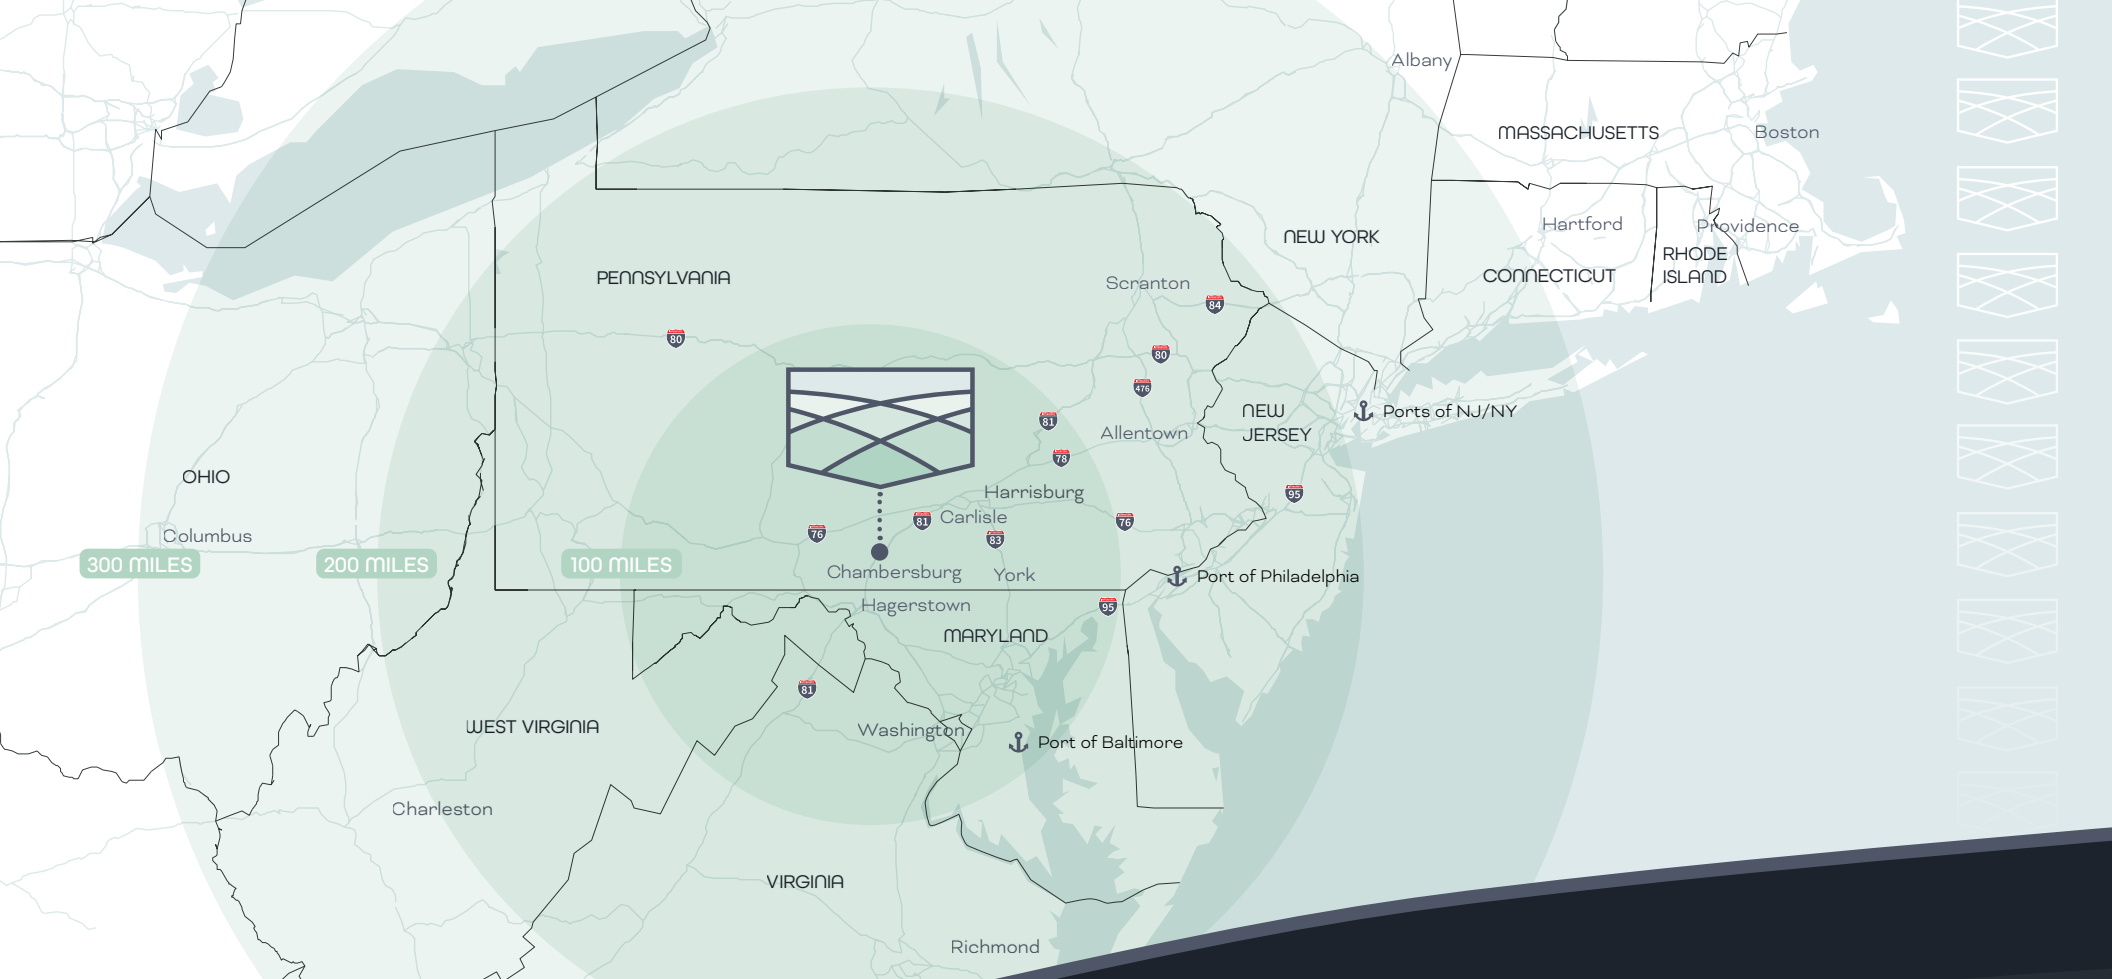 Albany
MASSACHUSETTS
Boston
Hartford
Providence
NEW YORK
RHODE
ISLAND
CONNECTICUT
PENNSYLVANIA
Scranton
84
80
80
476
NEW
JERSEY
Ports of NJ/NY
81
Allentown
78
OHIO
Harrisburg
95
81
Carlisle
76
76
Columbus
83
300 MILES
200 MILES
100 MILES
Chambersburg
York
Port of Philadelphia
Hagerstown
95
MARYLAND
81
WEST VIRGINIA
Washington
Port of Baltimore
Charleston
VIRGINIA
Richmond